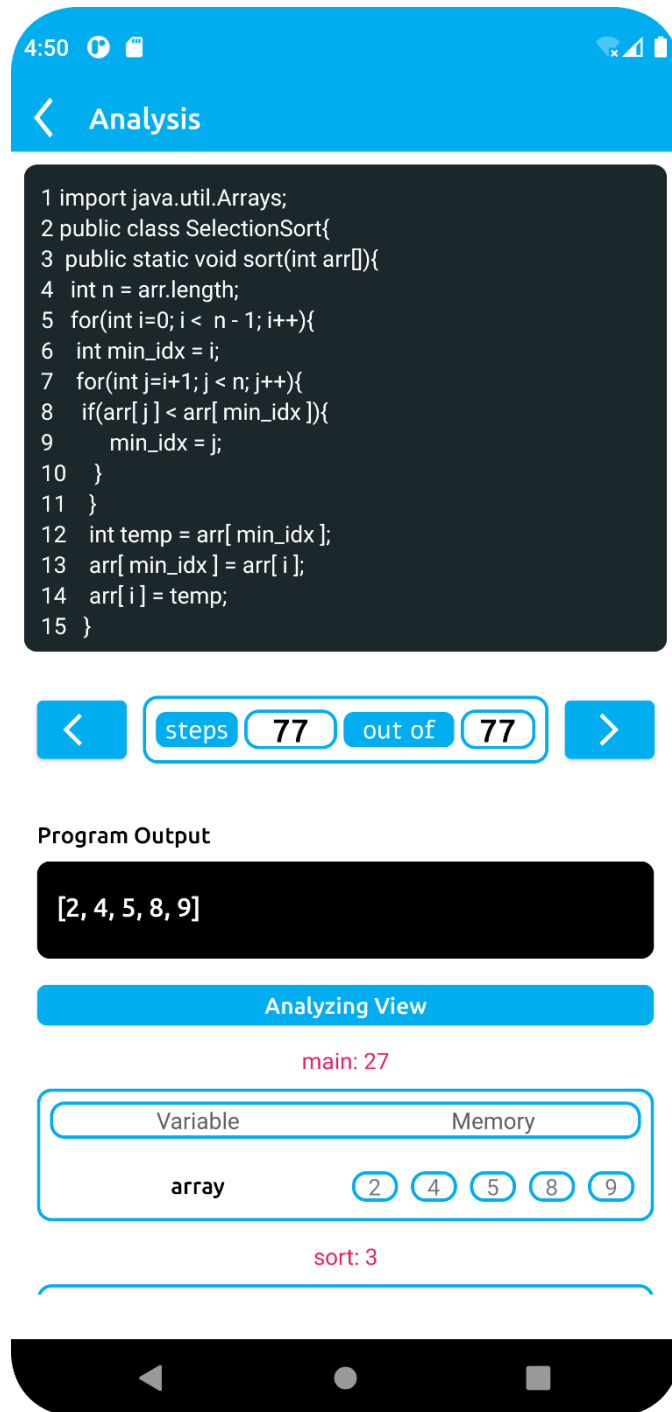 4:50
Analysis
1 import java.util.Arrays;
2 public class SelectionSort{
3 public static void sort(int arr[]){
4 int n = arr.length;
5 for(int i=0; i < n - 1; i++){
6 int min_idx = i;
7 for(int j=i+1; j < n; j++){
8 if(arr[ j ] < arr[ min_idx ]){
9 min_idx = j;
10 }
11 }
12 int temp = arr[ min_idx ];
13 arr[ min_idx ] = arr[ i ];
14 arr[ i ] = temp;
15 }
steps 77 out of 77
Program Output
[2, 4, 5, 8, 9]
Analyzing View
main: 27
Variable Memory
array 2 4 5 8 9
sort: 3